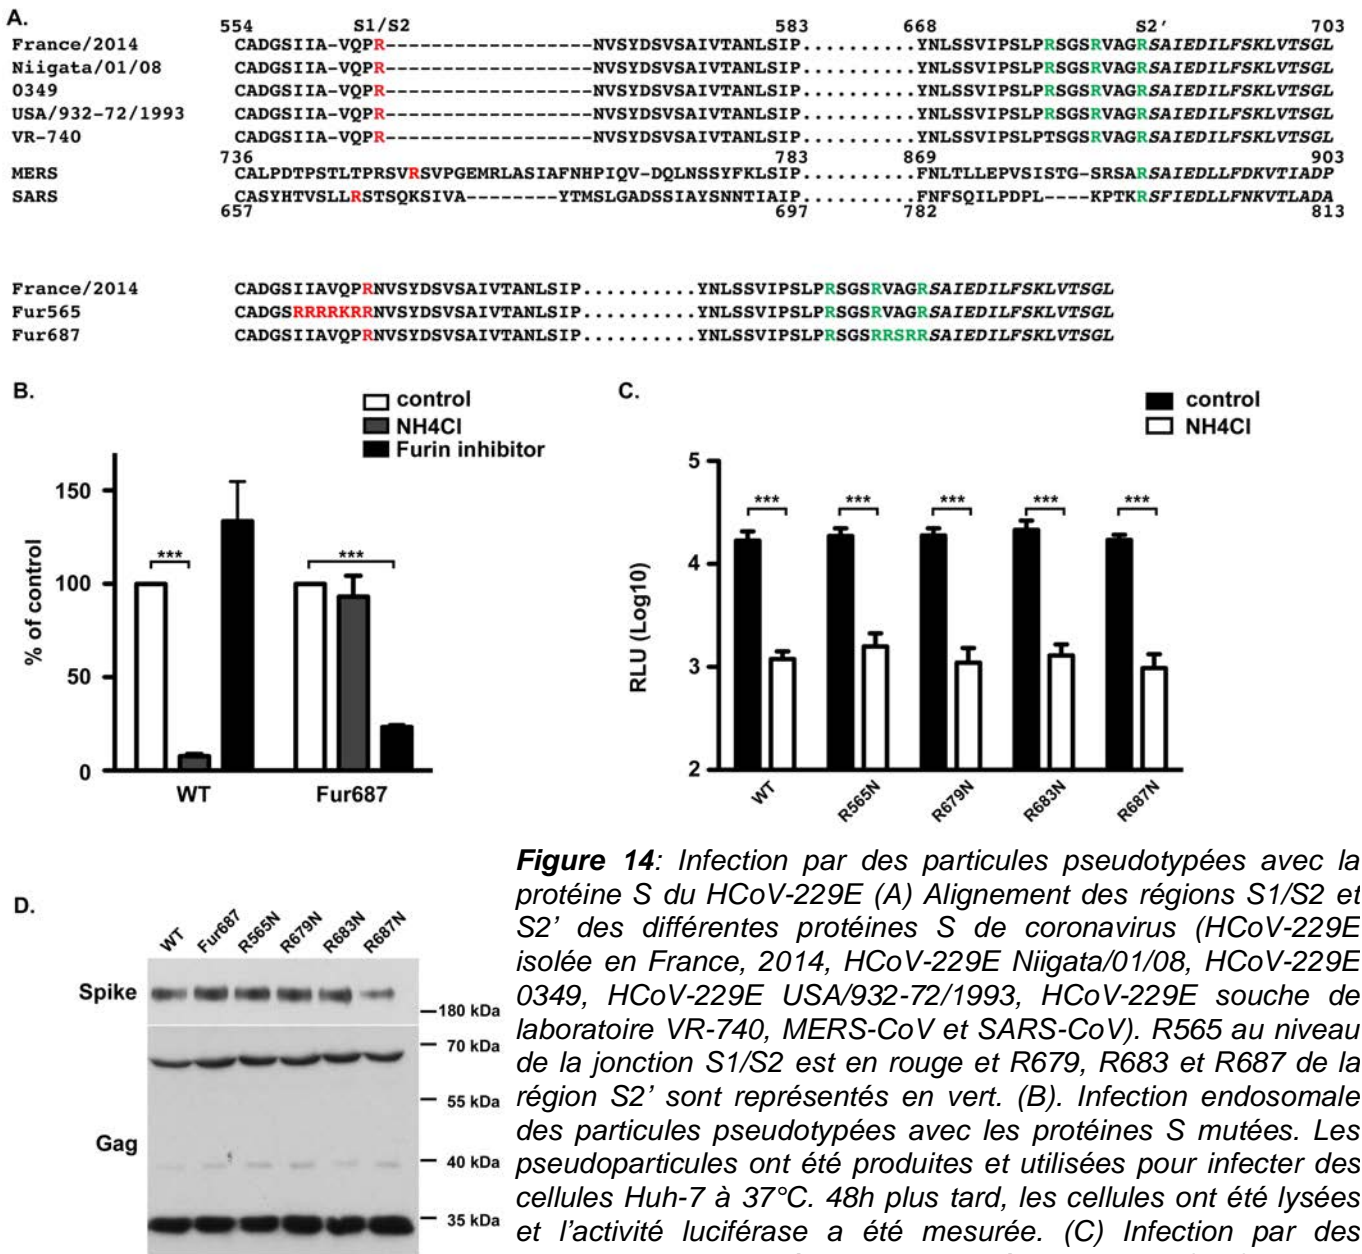 A.
554 S1/S2 583 668 S2' 703
France/2014 CADGSIIA-VQPR------------------NVSYDSVSAIVTANLSIP..........YNLSSVIPSLPRSGSRVAGRSAIEDILFSKLVTSGL
Niigata/01/08 CADGSIIA-VQPR------------------NVSYDSVSAIVTANLSIP..........YNLSSVIPSLPRSGSRVAGRSAIEDILFSKLVTSGL
0349 CADGSIIA-VQPR------------------NVSYDSVSAIVTANLSIP..........YNLSSVIPSLPRSGSRVAGRSAIEDILFSKLVTSGL
USA/932-72/1993 CADGSIIA-VQPR------------------NVSYDSVSAIVTANLSIP..........YNLSSVIPSLPRSGSRVAGRSAIEDILFSKLVTSGL
VR-740 CADGSIIA-VQPR------------------NVSYDSVSAIVTANLSIP..........YNLSSVIPSLPTSGSRVAGRSAIEDILFSKLVTSGL
736 783 869 903
MERS CALPDTPSTLTPRSVRSVPGEMRLASIAFNHPIQV-DQLNSSYFKLSIP..........FNLTLLEPVSISTG-SRSARSAIEDLLFDKVTIADP
SARS CASYHTVSLLRSTSQKSIVA--------YTMSLGADSSIAYSNNTIAIP..........FNFSQILPDPL----KPTKRSFIEDLLFNKVTLADA
657 697 782 813
France/2014 CADGSIIAVQPRNVSYDSVSAIVTANLSIP..........YNLSSVIPSLPRSGSRVAGRSAIEDILFSKLVTSGL
Fur565 CADGSRRRRKRRNVSYDSVSAIVTANLSIP..........YNLSSVIPSLPRSGSRVAGRSAIEDILFSKLVTSGL
Fur687 CADGSIIAVQPRNVSYDSVSAIVTANLSIP..........YNLSSVIPSLPRSGSRRSRRSAIEDILFSKLVTSGL
B.
control
NH4Cl
Furin inhibitor
% of control
150
100
50
0
***
***
WT Fur687
C.
control
NH4Cl
RLU (Log10)
5
4
3
2
*** *** *** *** ***
WT R565N R679N R683N R687N
D.
WT Fur687 R565N R679N R683N R687N
Spike
180 kDa
70 kDa
55 kDa
Gag
40 kDa
35 kDa
Figure 14: Infection par des particules pseudotypées avec la
protéine S du HCoV-229E (A) Alignement des régions S1/S2 et
S2’ des différentes protéines S de coronavirus (HCoV-229E
isolée en France, 2014, HCoV-229E Niigata/01/08, HCoV-229E
0349, HCoV-229E USA/932-72/1993, HCoV-229E souche de
laboratoire VR-740, MERS-CoV et SARS-CoV). R565 au niveau
de la jonction S1/S2 est en rouge et R679, R683 et R687 de la
région S2’ sont représentés en vert. (B). Infection endosomale
des particules pseudotypées avec les protéines S mutées. Les
pseudoparticules ont été produites et utilisées pour infecter des
cellules Huh-7 à 37°C. 48h plus tard, les cellules ont été lysées
et l’activité luciférase a été mesurée. (C) Infection par des